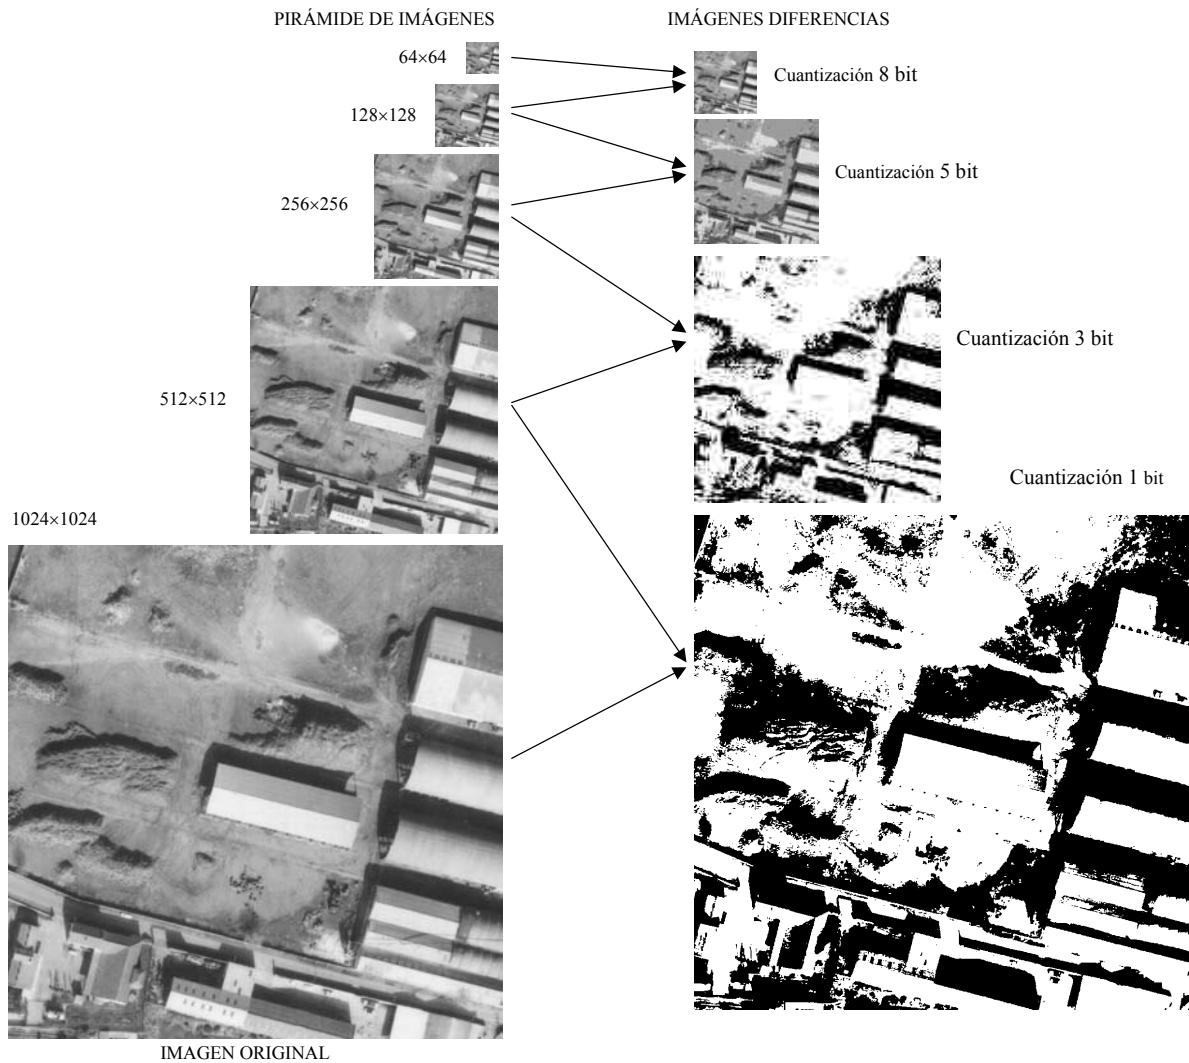 PIRÁMIDE DE IMÁGENES
IMÁGENES DIFERENCIAS
64×64
Cuantización 8 bit
128×128
Cuantización 5 bit
256×256
Cuantización 3 bit
512×512
Cuantización 1 bit
1024×1024
IMAGEN ORIGINAL